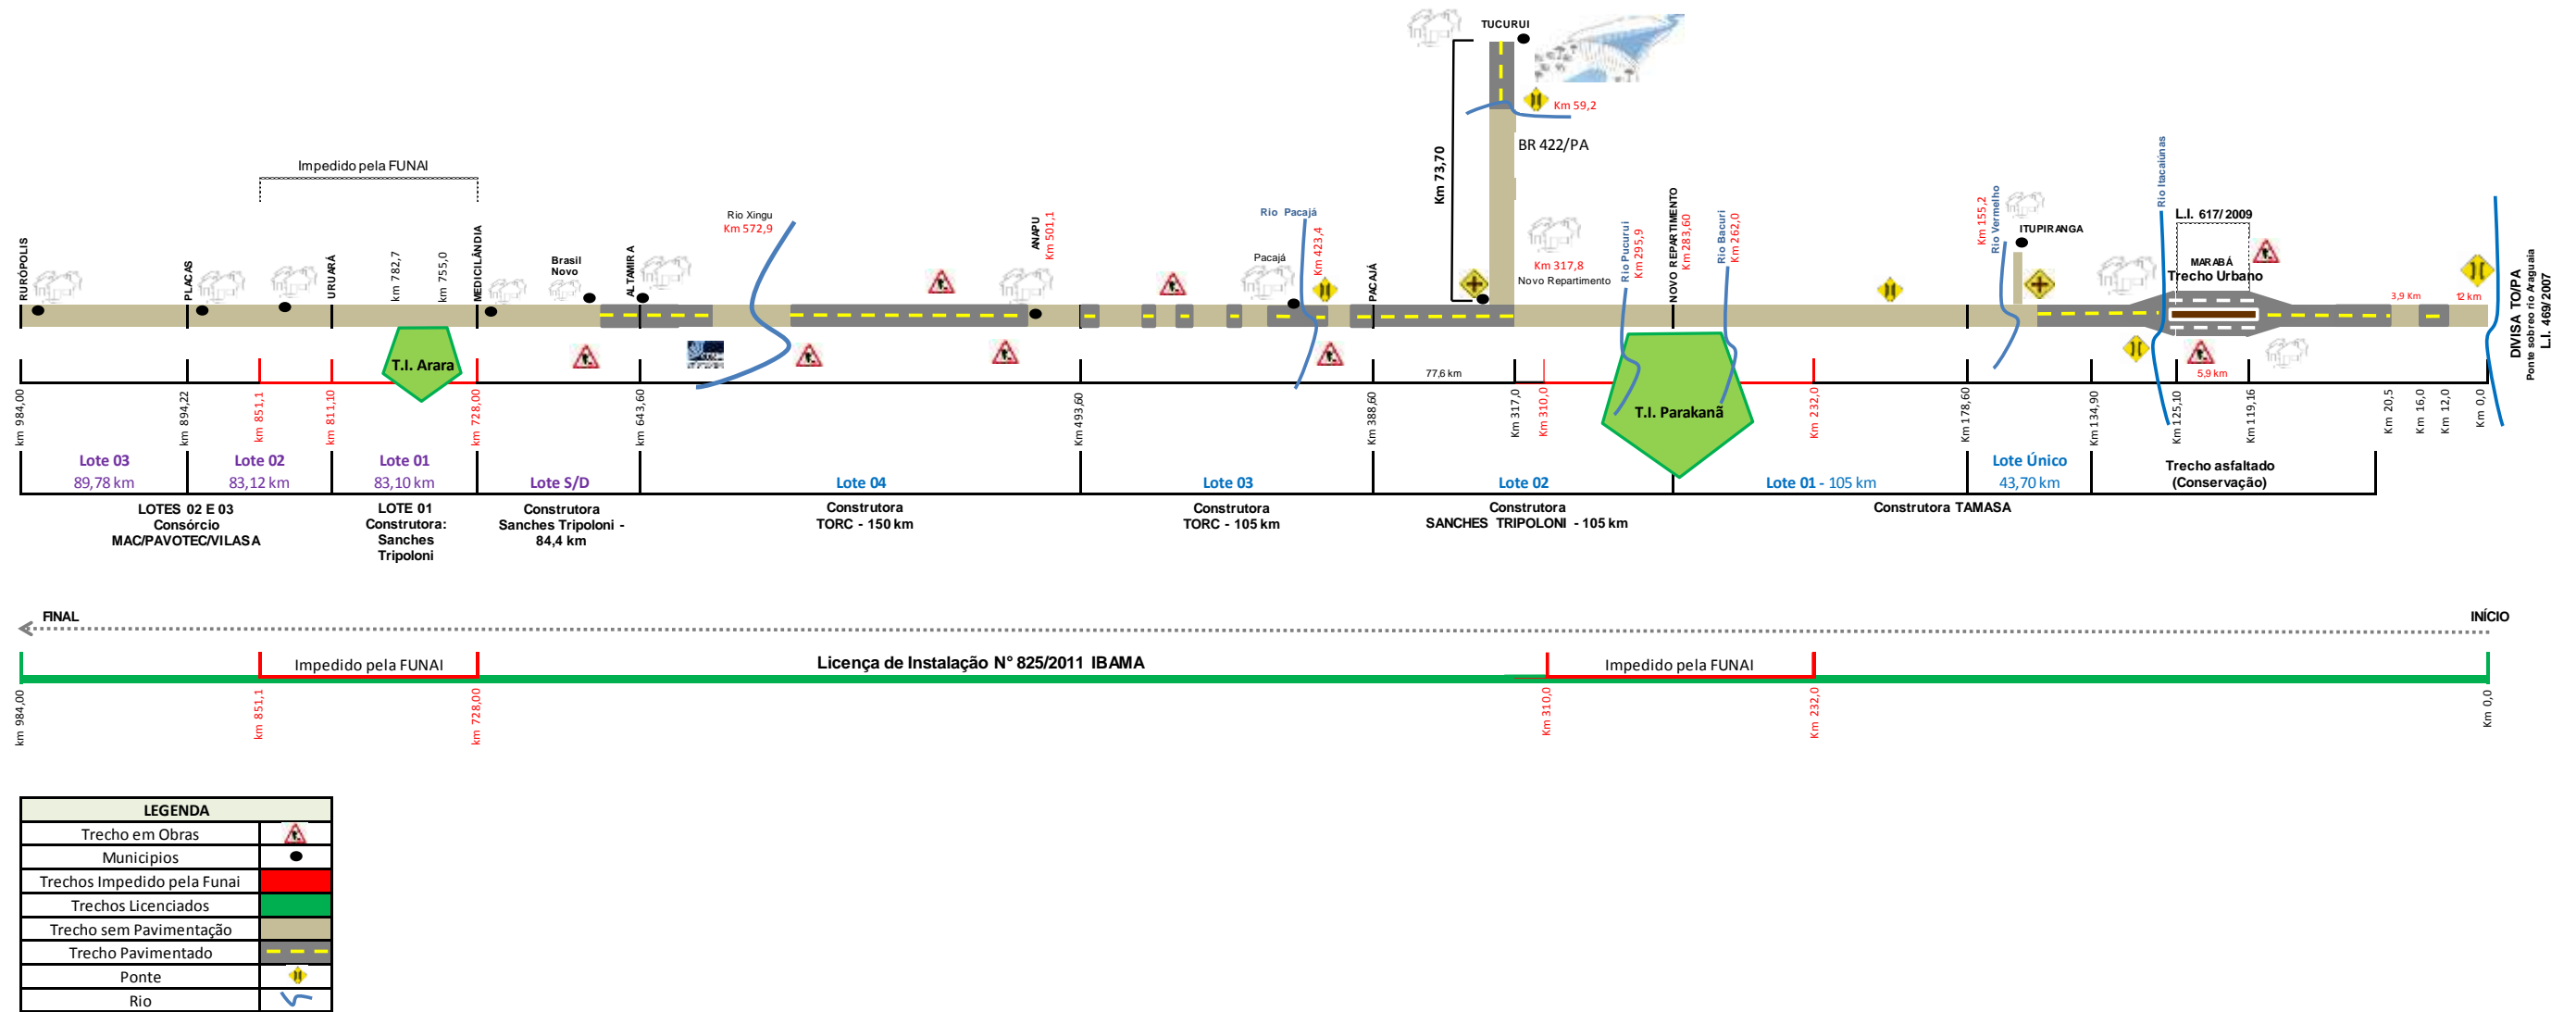 TUCURUI
Km 59,2
BR 422/PA
Km 73,70
Impedido pela FUNAI
RURÓPOLIS
PLACAS
URUARÁ
km 782,7
km 755,0
MEDICILÂNDIA
Brasil
Novo
ALTAMIRA
Rio Xingu
Km 572,9
ANAPU
Km 501,1
Rio Pacajá
Pacajá
Km 423,4
PACAJÁ
Km 317,8
Novo Repartimento
Rio Pucuruí
Km 295,9
NOVO REPARTIMENTO
Km 283,60
Rio Bacuri
Km 262,0
Km 155,2
Rio Vermelho
ITUPIRANGA
Rio Itacaiúnas
L.I. 617/2009
MARABÁ
Trecho Urbano
3,9 Km
12 km
DIVISA TO/PA
Ponte sobre o rio Araguaia
L.I. 469/2007
T.I. Arara
77,6 km
T.I. Parakanã
5,9 km
km 984,00
km 894,22
km 851,1
km 811,10
km 728,00
km 643,60
Km 493,60
Km 388,60
Km 317,0
Km 310,0
Km 232,0
Km 178,60
Km 134,90
Km 125,10
Km 119,16
Km 20,5
Km 16,0
Km 12,0
Km 0,0
Lote 03
89,78 km
Lote 02
83,12 km
Lote 01
83,10 km
Lote S/D
Lote 04
Lote 03
Lote 02
Lote 01 - 105 km
Lote Único
43,70 km
Trecho asfaltado
(Conservação)
LOTES 02 E 03
Consórcio
MAC/PAVOTEC/VILASA
LOTE 01
Construtora:
Sanches
Tripoloni
Construtora
Sanches Tripoloni -
84,4 km
Construtora
TORC - 150 km
Construtora
TORC - 105 km
Construtora
SANCHES TRIPOLONI - 105 km
Construtora TAMASA
FINAL
INÍCIO
Impedido pela FUNAI
Licença de Instalação N° 825/2011 IBAMA
Impedido pela FUNAI
km 984,00
km 851,1
km 728,00
Km 310,0
Km 232,0
Km 0,0
LEGENDA
Trecho em Obras
Municipios
Trechos Impedido pela Funai
Trechos Licenciados
Trecho sem Pavimentação
Trecho Pavimentado
Ponte
Rio